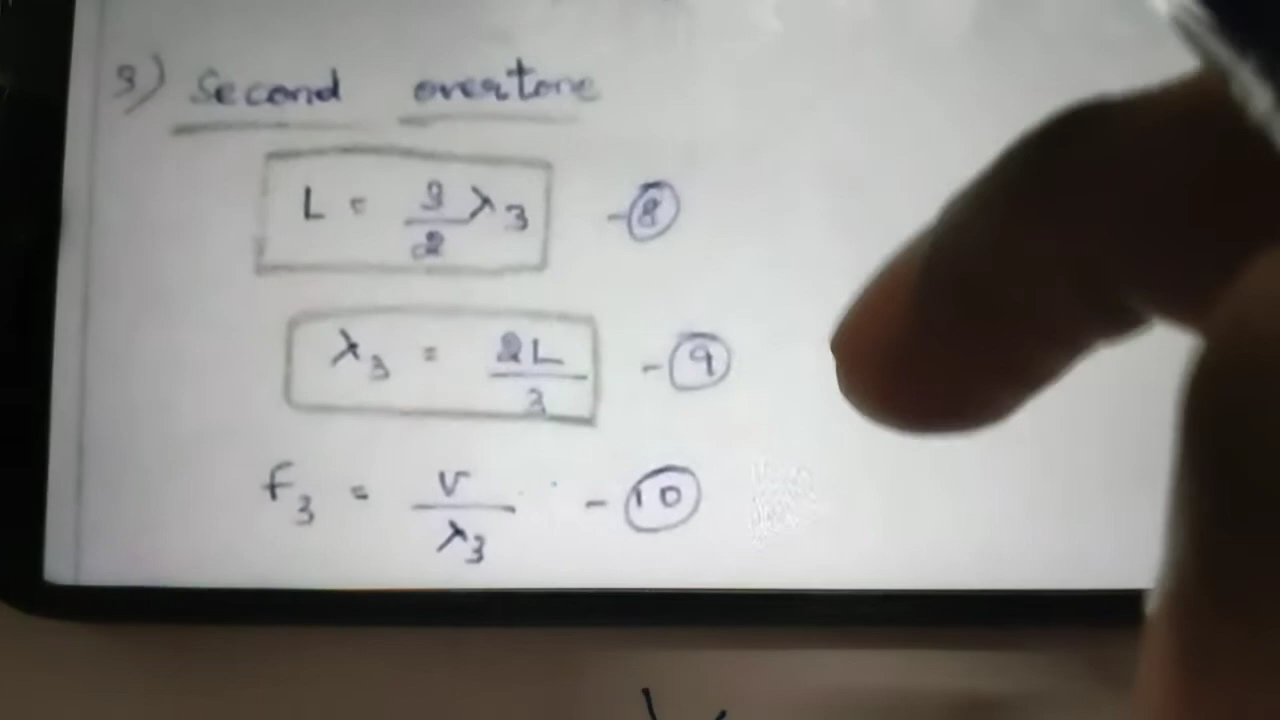 3) Second overtone
L = 3/2 λ3 - 8
λ3 = 2L/3 - 9
f3 = v/λ3 - 10